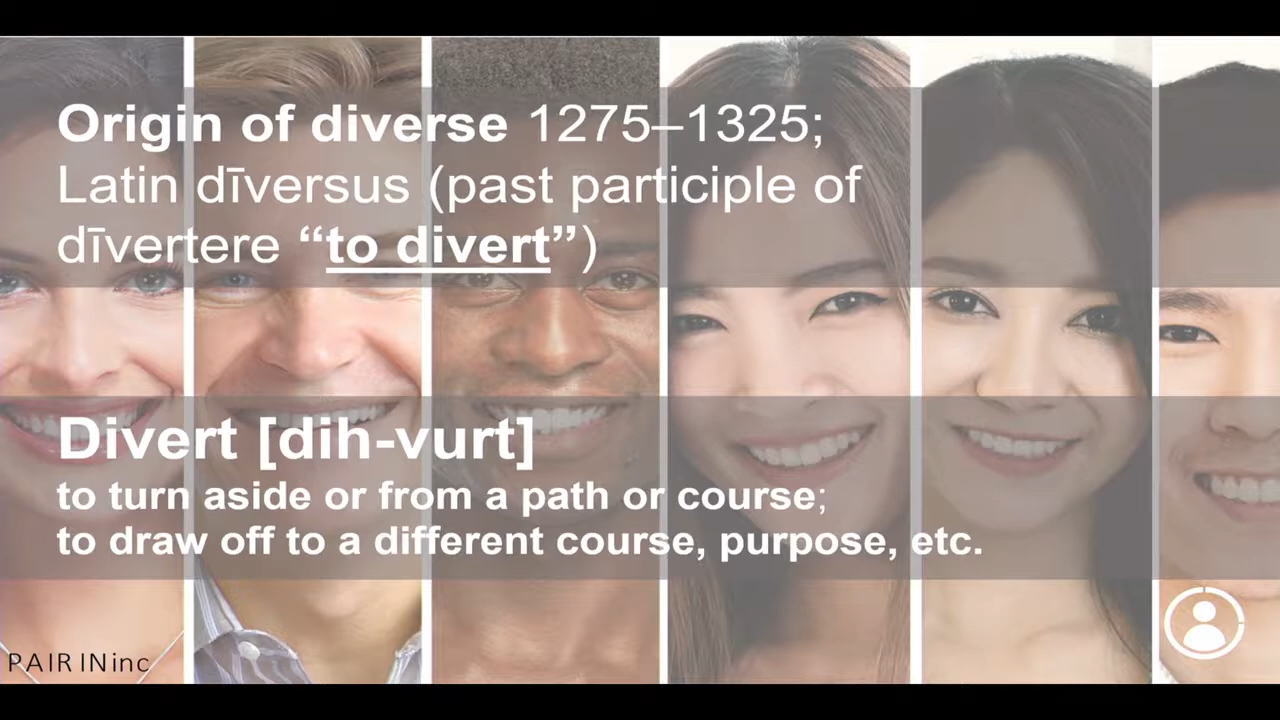 Origin of diverse 1275–1325;
Latin dīversus (past participle of
dīvertere “to divert”)
Divert [dih-vurt]
to turn aside or from a path or course;
to draw off to a different course, purpose, etc.
PAIRINinc